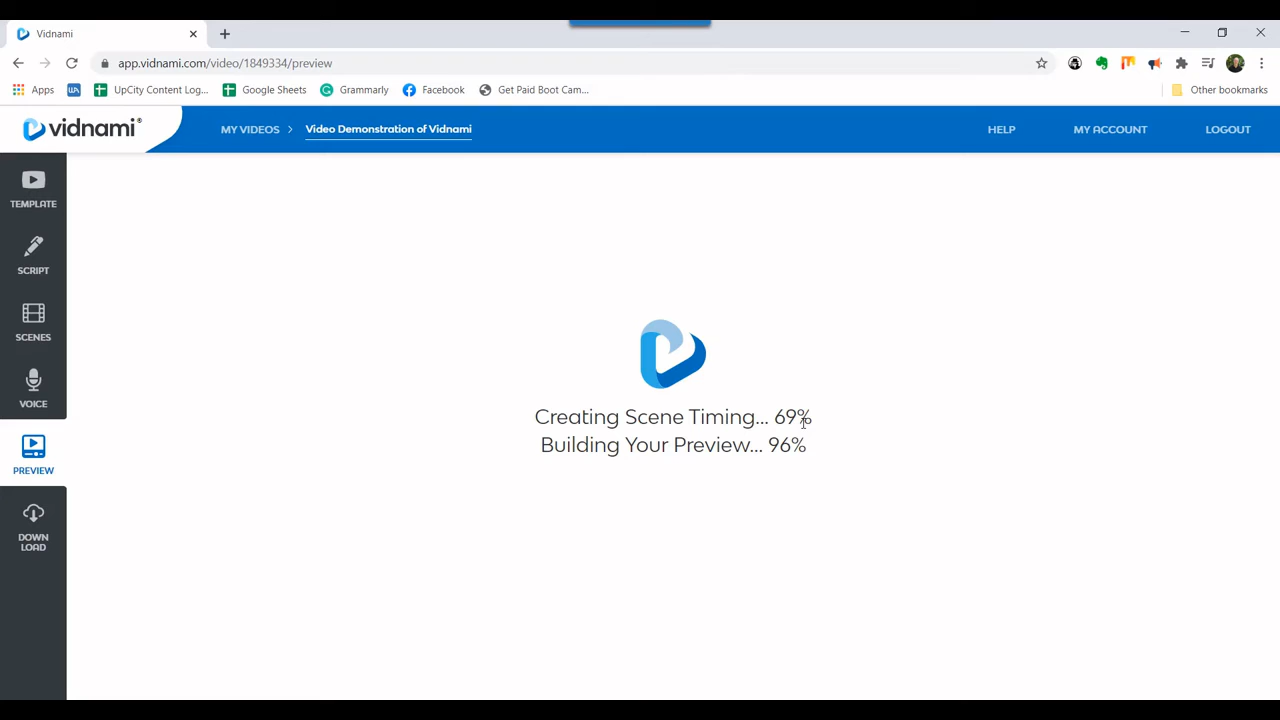 Vidnami
app.vidnami.com/video/1849334/preview
Apps
UpCity Content Log...
Google Sheets
Grammarly
Facebook
Get Paid Boot Cam...
Other bookmarks
vidnami®
MY VIDEOS > Video Demonstration of Vidnami
HELP
MY ACCOUNT
LOGOUT
TEMPLATE
SCRIPT
SCENES
VOICE
PREVIEW
DOWN
LOAD
Creating Scene Timing... 69%
Building Your Preview... 96%